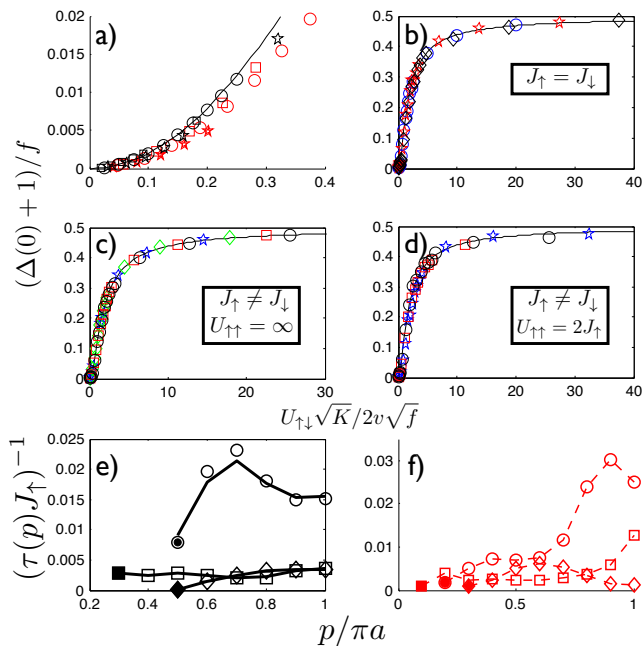 (Δ(0) + 1)/f
a)
0.02
0.015
0.01
0.005
0
0 0.1 0.2 0.3 0.4
b)
J↑ = J↓
0.5
0.4
0.3
0.2
0.1
0
0 10 20 30 40
c)
J↑ ≠ J↓
U↑↑ = ∞
0.5
0.4
0.3
0.2
0.1
0
0 10 20 30
d)
J↑ ≠ J↓
U↑↑ = 2J↑
0.5
0.4
0.3
0.2
0.1
0
0 10 20 30 40
U↑↓√K/2v√f
(τ(p)J↑)⁻¹
e)
0.025
0.02
0.015
0.01
0.005
0
0.2 0.4 0.6 0.8 1
f)
0.03
0.02
0.01
0
0 0.5 1
p/πa